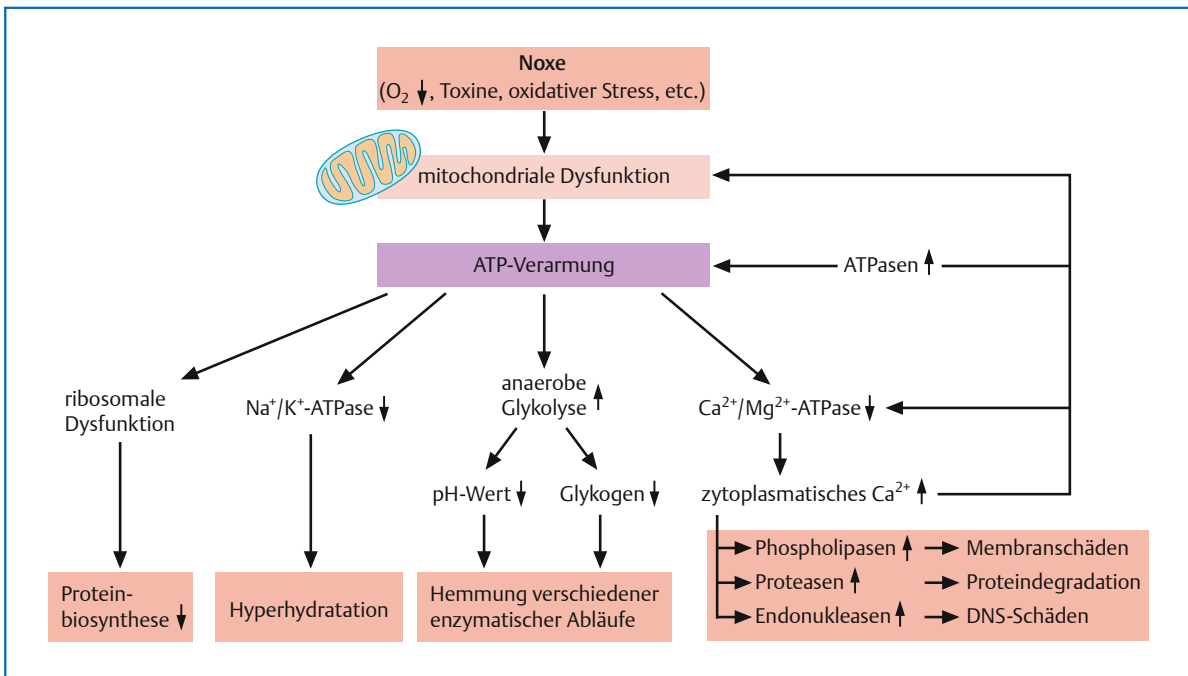 Noxe
(O₂ ↓, Toxine, oxidativer Stress, etc.)
mitochondriale Dysfunktion
ATP-Verarmung
ATPasen ↑
ribosomale
Dysfunktion
Na⁺/K⁺-ATPase ↓
anaerobe
Glykolyse ↑
Ca²⁺/Mg²⁺-ATPase ↓
pH-Wert ↓
Glykogen ↓
zytoplasmatisches Ca²⁺ ↑
Protein-
biosynthese ↓
Hyperhydratation
Hemmung verschiedener
enzymatischer Abläufe
Phospholipasen ↑ → Membranschäden
Proteasen ↑ → Proteindegradation
Endonukleasen ↑ → DNS-Schäden